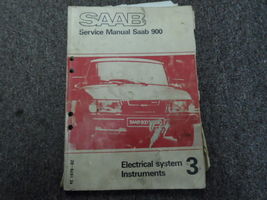 SAAB
Service Manual Saab 900
Electrical system
Instruments
3